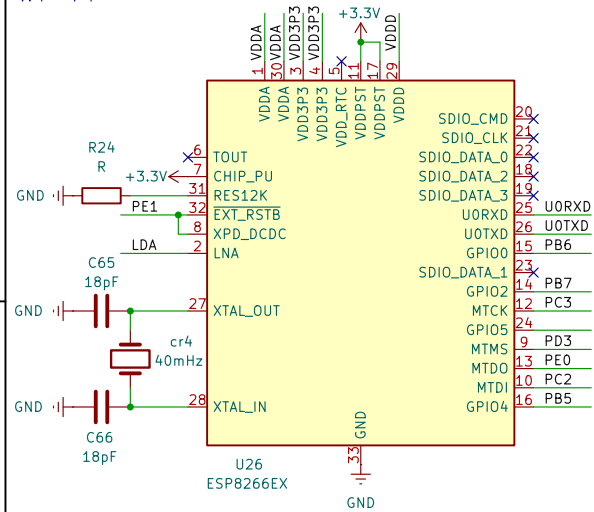 +3.3V
VDDA
VDDA
VDD3P3
VDD3P3
VDDD
1
30
3
4
5
11
17
29
VDDA
VDDA
VDD3P3
VDD3P3
VDD_RTC
VDDPST
VDDPST
VDDD
SDIO_CMD 20
SDIO_CLK 21
SDIO_DATA_0 22
SDIO_DATA_2 18
SDIO_DATA_3 19
U0RXD 25 U0RXD
U0TXD 26 U0TXD
GPIO0 15 PB6
SDIO_DATA_1 23
GPIO2 14 PB7
MTCK 12 PC3
GPIO5 24
MTMS 9 PD3
MTDO 13 PE0
MTDI 10 PC2
GPIO4 16 PB5
6 TOUT
+3.3V 7 CHIP_PU
R24
R
GND 31 RES12K
PE1 32 EXT_RSTB
8 XPD_DCDC
LDA 2 LNA
C65
18pF
GND 27 XTAL_OUT
cr4
40mHz
GND 28 XTAL_IN
C66
18pF
GND
33
GND
U26
ESP8266EX